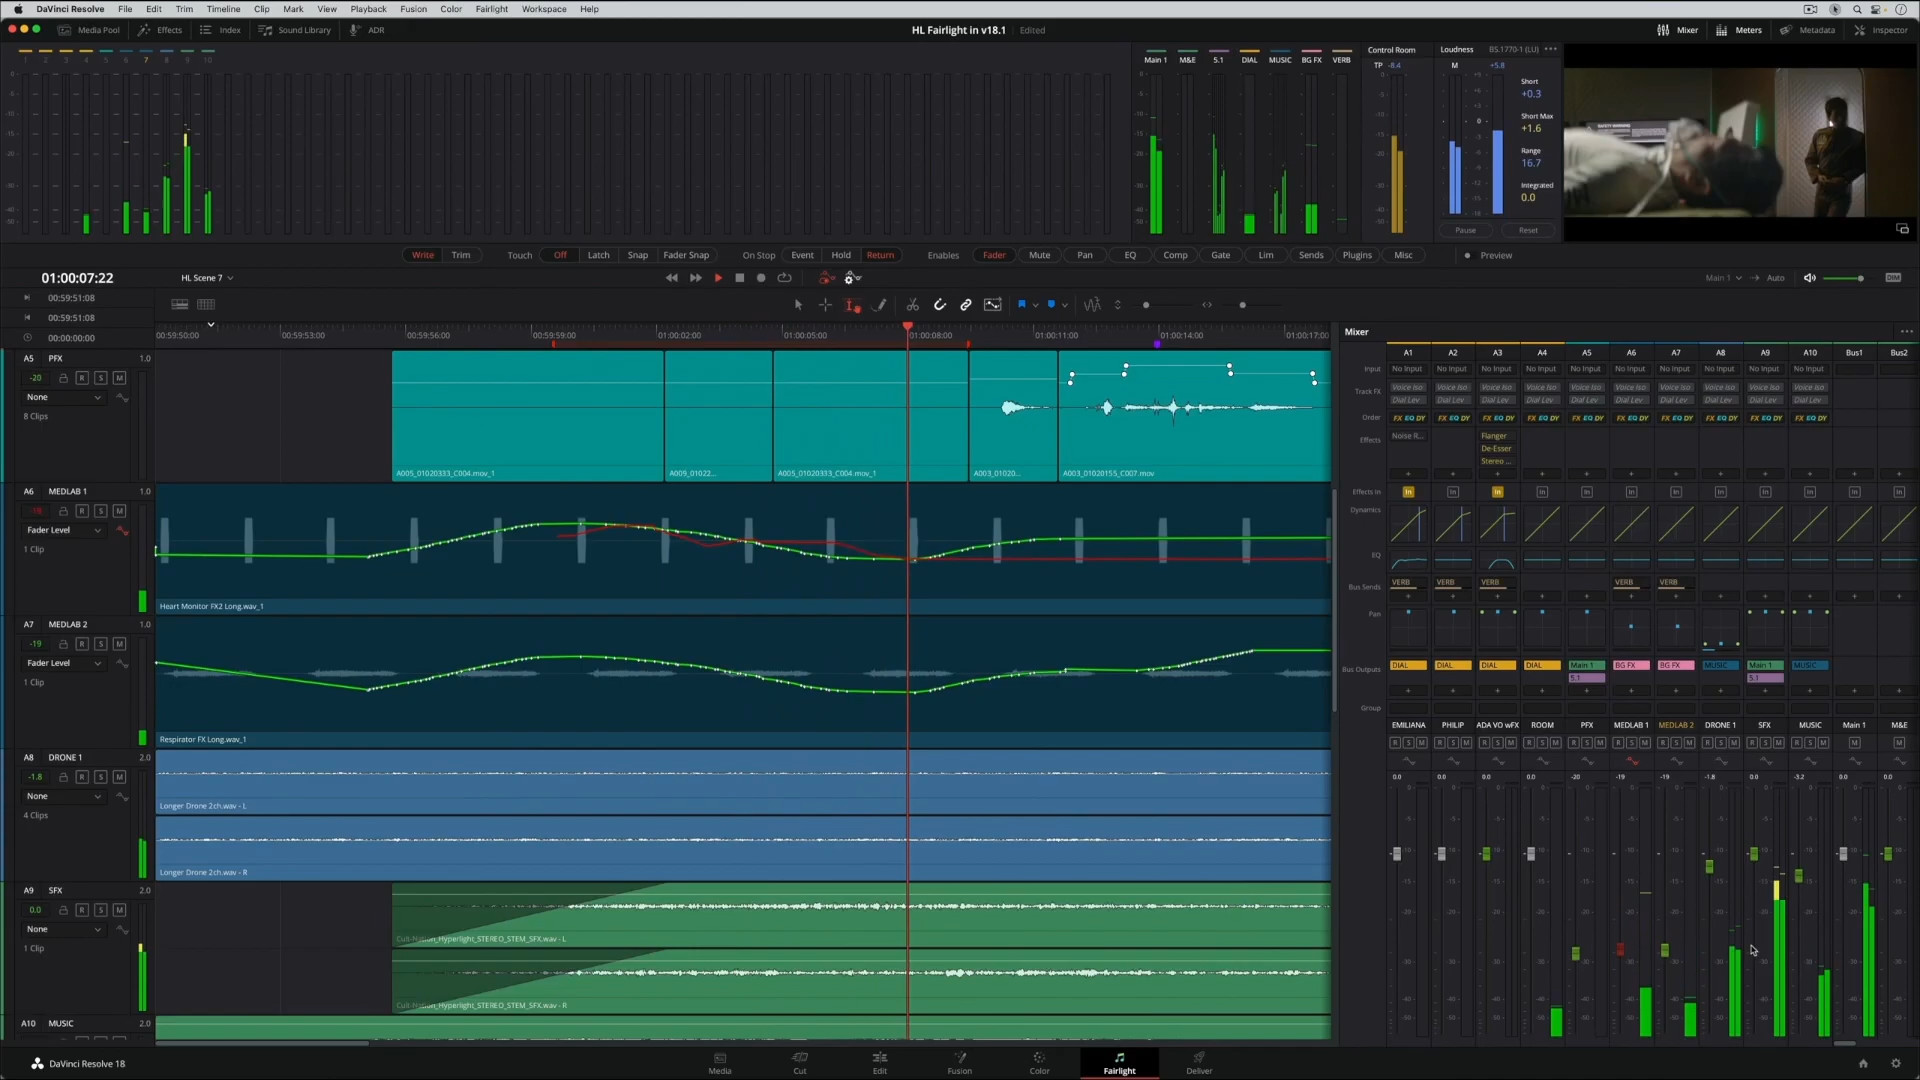 DaVinci Resolve File Edit Trim Timeline Clip Mark View Playback Fusion Color Fairlight Workspace Help
Media Pool Effects Index Sound Library ADR HL Fairlight in v18.1 Edited Mixer Meters Metadata Inspector
1 2 3 4 5 6 7 8 9 10
Main 1 M&E 5.1 DIAL MUSIC BG FX VERB
Control Room
TP -8.4
Loudness BS.1770-1 (LU)
M +5.8
Short
+0.3
Short Max
+1.6
Range
16.7
Integrated
0.0
Pause Reset
Write Trim Touch Off Latch Snap Fader Snap On Stop Event Hold Return Enables Fader Mute Pan EQ Comp Gate Lim Sends Plugins Misc Preview
01:00:07:22 HL Scene 7 Main 1 Auto DIM
00:59:51:08
00:59:51:08
00:00:00:00
00:59:50:00 00:59:53:00 00:59:56:00 00:59:59:00 01:00:02:00 01:00:05:00 01:00:08:00 01:00:11:00 01:00:14:00 01:00:17:00
A5 PFX 1.0
-20 R S M
None
8 Clips
A005_01020333_C004.mov_1 A009_01022... A005_01020333_C004.mov_1 A003_01020... A003_01020155_C007.mov
A6 MEDLAB 1 1.0
R S M
Fader Level
1 Clip
Heart Monitor FX2 Long.wav_1
A7 MEDLAB 2 1.0
-19 R S M
Fader Level
1 Clip
Respirator FX Long.wav_1
A8 DRONE 1 2.0
-1.8 R S M
None
4 Clips
Longer Drone 2ch.wav - L
Longer Drone 2ch.wav - R
A9 SFX 2.0
0.0 R S M
None
1 Clip
Cult-Nation_Hyperlight_STEREO_STEM_SFX.wav - L
Cult-Nation_Hyperlight_STEREO_STEM_SFX.wav - R
A10 MUSIC 2.0
Mixer
A1 A2 A3 A4 A5 A6 A7 A8 A9 A10 Bus1 Bus2
Input No Input No Input No Input No Input No Input No Input No Input No Input No Input No Input
Track FX Voice Iso Voice Iso Voice Iso Voice Iso Voice Iso Voice Iso Voice Iso Voice Iso Voice Iso Voice Iso
Dial Lev Dial Lev Dial Lev Dial Lev Dial Lev Dial Lev Dial Lev Dial Lev Dial Lev Dial Lev
Order FX EQ DY FX EQ DY FX EQ DY FX EQ DY FX EQ DY FX EQ DY FX EQ DY FX EQ DY FX EQ DY FX EQ DY
Effects Noise R... Flanger
De-Esser
Stereo ...
Effects In In In In In In In In In In In
Dynamics
EQ
Bus Sends VERB VERB VERB VERB VERB
Pan
Bus Outputs DIAL DIAL DIAL DIAL Main 1 BG FX BG FX MUSIC Main 1 MUSIC
5.1 5.1
Group
EMILIANA PHILIP ADA VO wFX ROOM PFX MEDLAB 1 MEDLAB 2 DRONE 1 SFX MUSIC Main 1 M&E
R S M R S M R S M R S M R S M R S M R S M R S M R S M R S M M M
0.0 0.0 0.0 0.0 -20 -19 -19 -1.8 0.0 -3.2 0.0 0.0
DaVinci Resolve 18 Media Cut Edit Fusion Color Fairlight Deliver